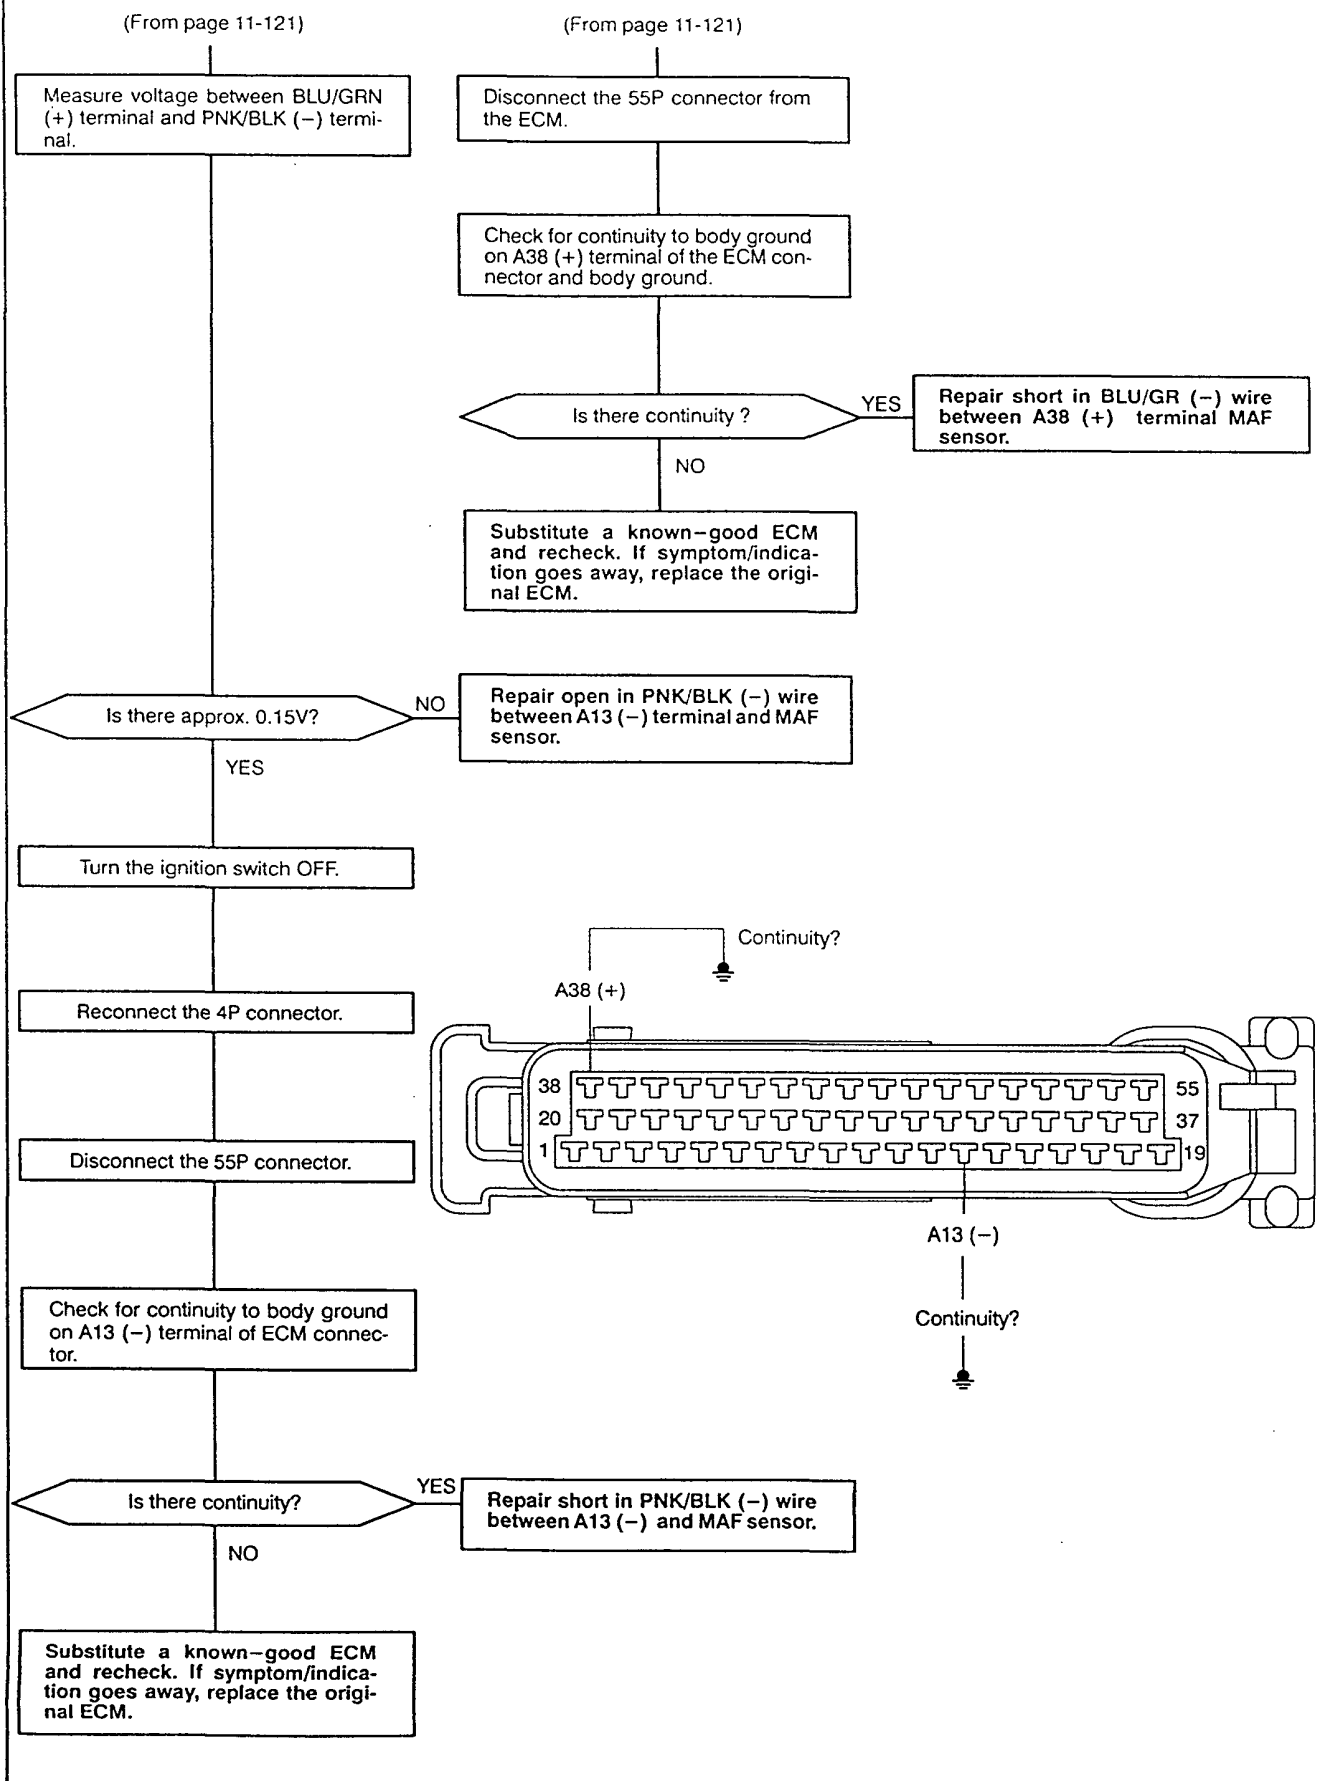 (From page 11-121)
Measure voltage between BLU/GRN
(+) terminal and PNK/BLK (−) termi-
nal.
(From page 11-121)
Disconnect the 55P connector from
the ECM.
Check for continuity to body ground
on A38 (+) terminal of the ECM con-
nector and body ground.
Is there continuity ?
YES
Repair short in BLU/GR (−) wire
between A38 (+) terminal MAF
sensor.
NO
Substitute a known−good ECM
and recheck. If symptom/indica-
tion goes away, replace the origi-
nal ECM.
Is there approx. 0.15V?
NO
Repair open in PNK/BLK (−) wire
between A13 (−) terminal and MAF
sensor.
YES
Turn the ignition switch OFF.
Reconnect the 4P connector.
Disconnect the 55P connector.
Check for continuity to body ground
on A13 (−) terminal of ECM connec-
tor.
Continuity?
A38 (+)
38
55
20
37
1
19
A13 (−)
Continuity?
Is there continuity?
YES
Repair short in PNK/BLK (−) wire
between A13 (−) and MAF sensor.
NO
Substitute a known−good ECM
and recheck. If symptom/indica-
tion goes away, replace the origi-
nal ECM.